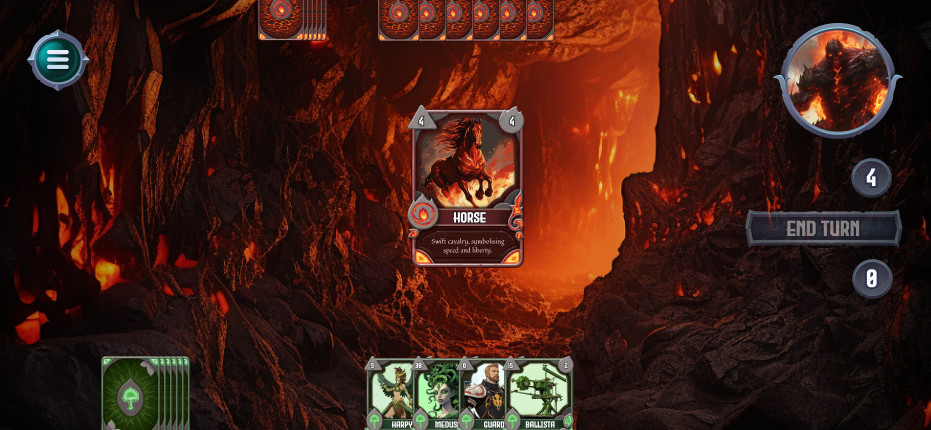 4
4
HORSE
Swift cavalry, symbolising
speed and liberty.
4
END TURN
0
5
30
6
15
2
HARPY
MEDUS
GUARD
BALLISTA